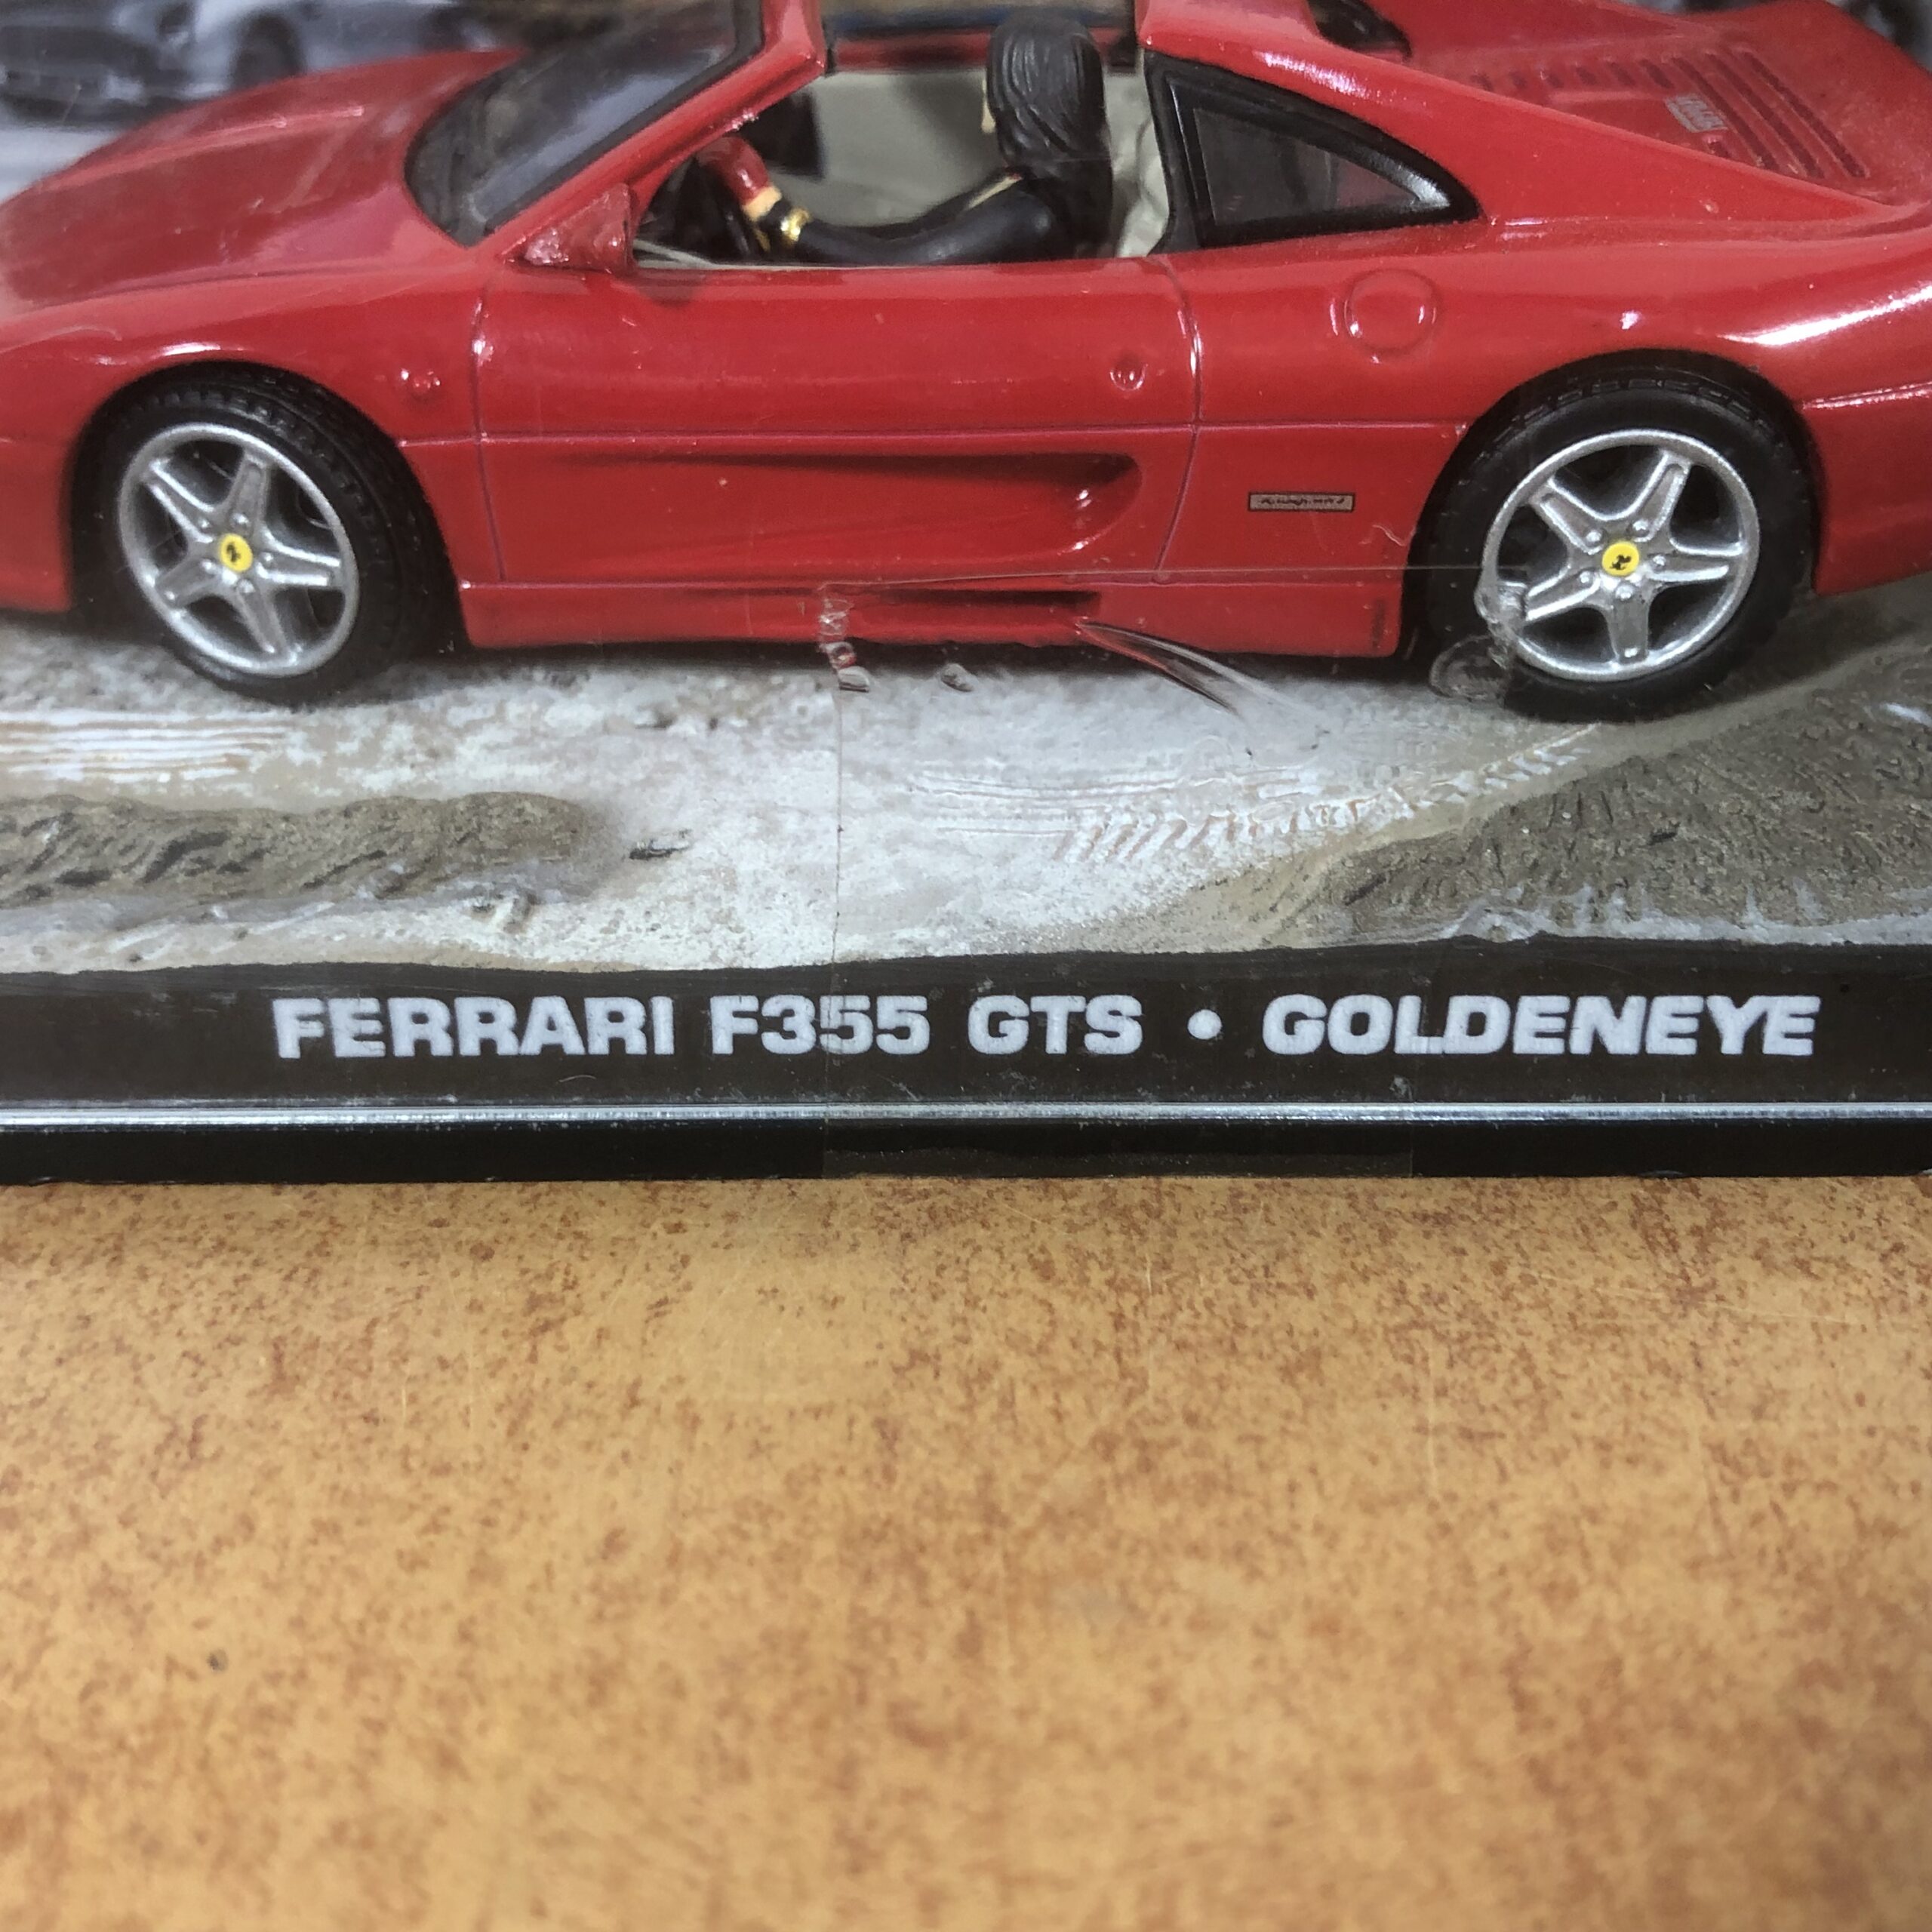 FERRARI F355 GTS • GOLDENEYE